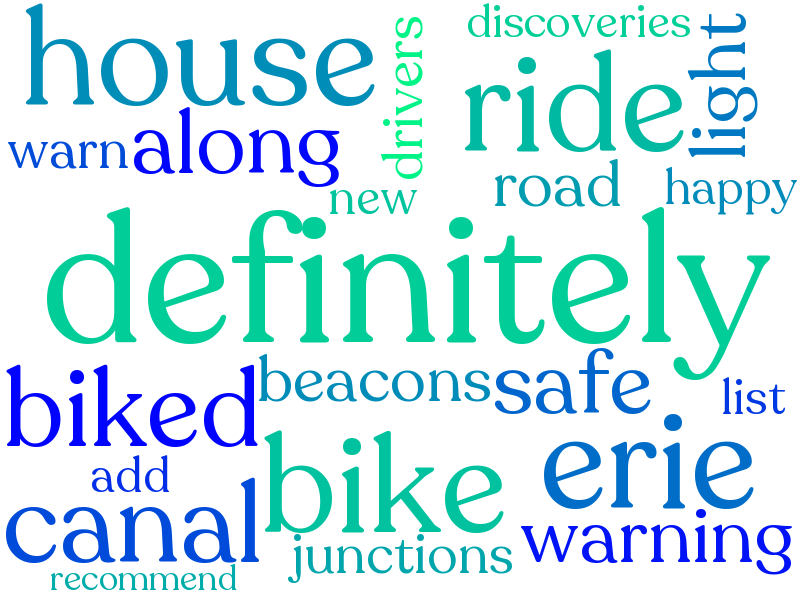 house
drivers
discoveries
ride
light
warn
along
new
road
happy
definitely
biked
beacons
safe
list
add
bike
erie
canal
warning
junctions
recommend